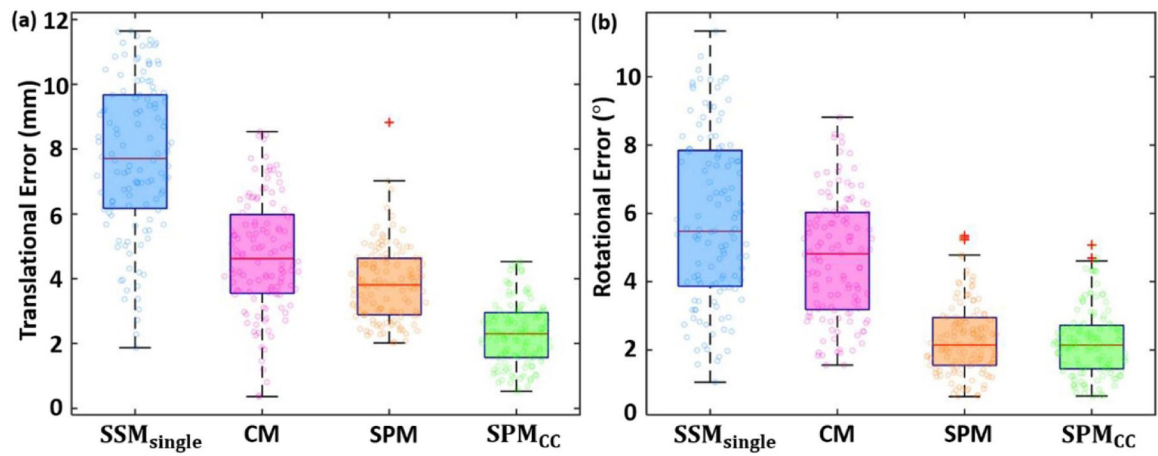 (a)
Translational Error (mm)
12
10
8
6
4
2
0
SSMsingle CM SPM SPMCC
(b)
Rotational Error (°)
10
8
6
4
2
0
SSMsingle CM SPM SPMCC